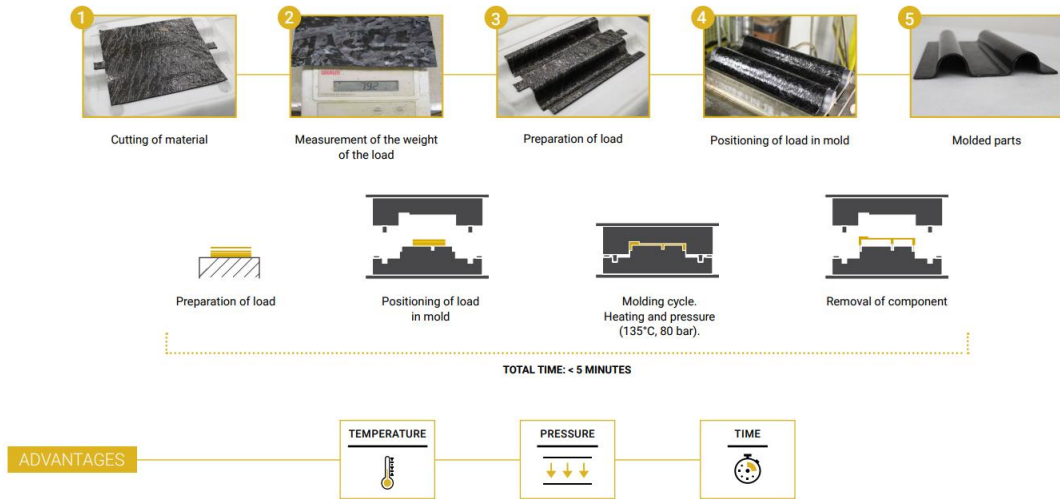 1
2
3
4
5
792
Cutting of material
Measurement of the weight
of the load
Preparation of load
Positioning of load in mold
Molded parts
Preparation of load
Positioning of load
in mold
Molding cycle.
Heating and pressure
(135°C, 80 bar).
Removal of component
TOTAL TIME: < 5 MINUTES
ADVANTAGES
TEMPERATURE
PRESSURE
TIME